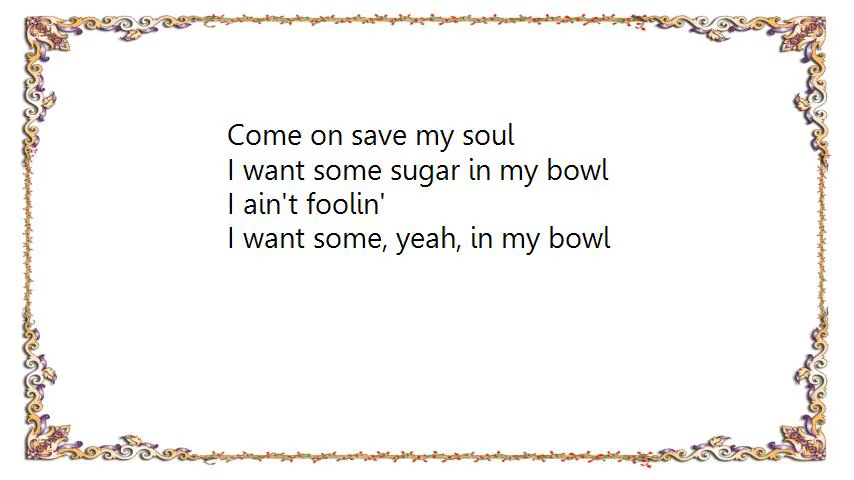 Come on save my soul
I want some sugar in my bowl
I ain't foolin'
I want some, yeah, in my bowl